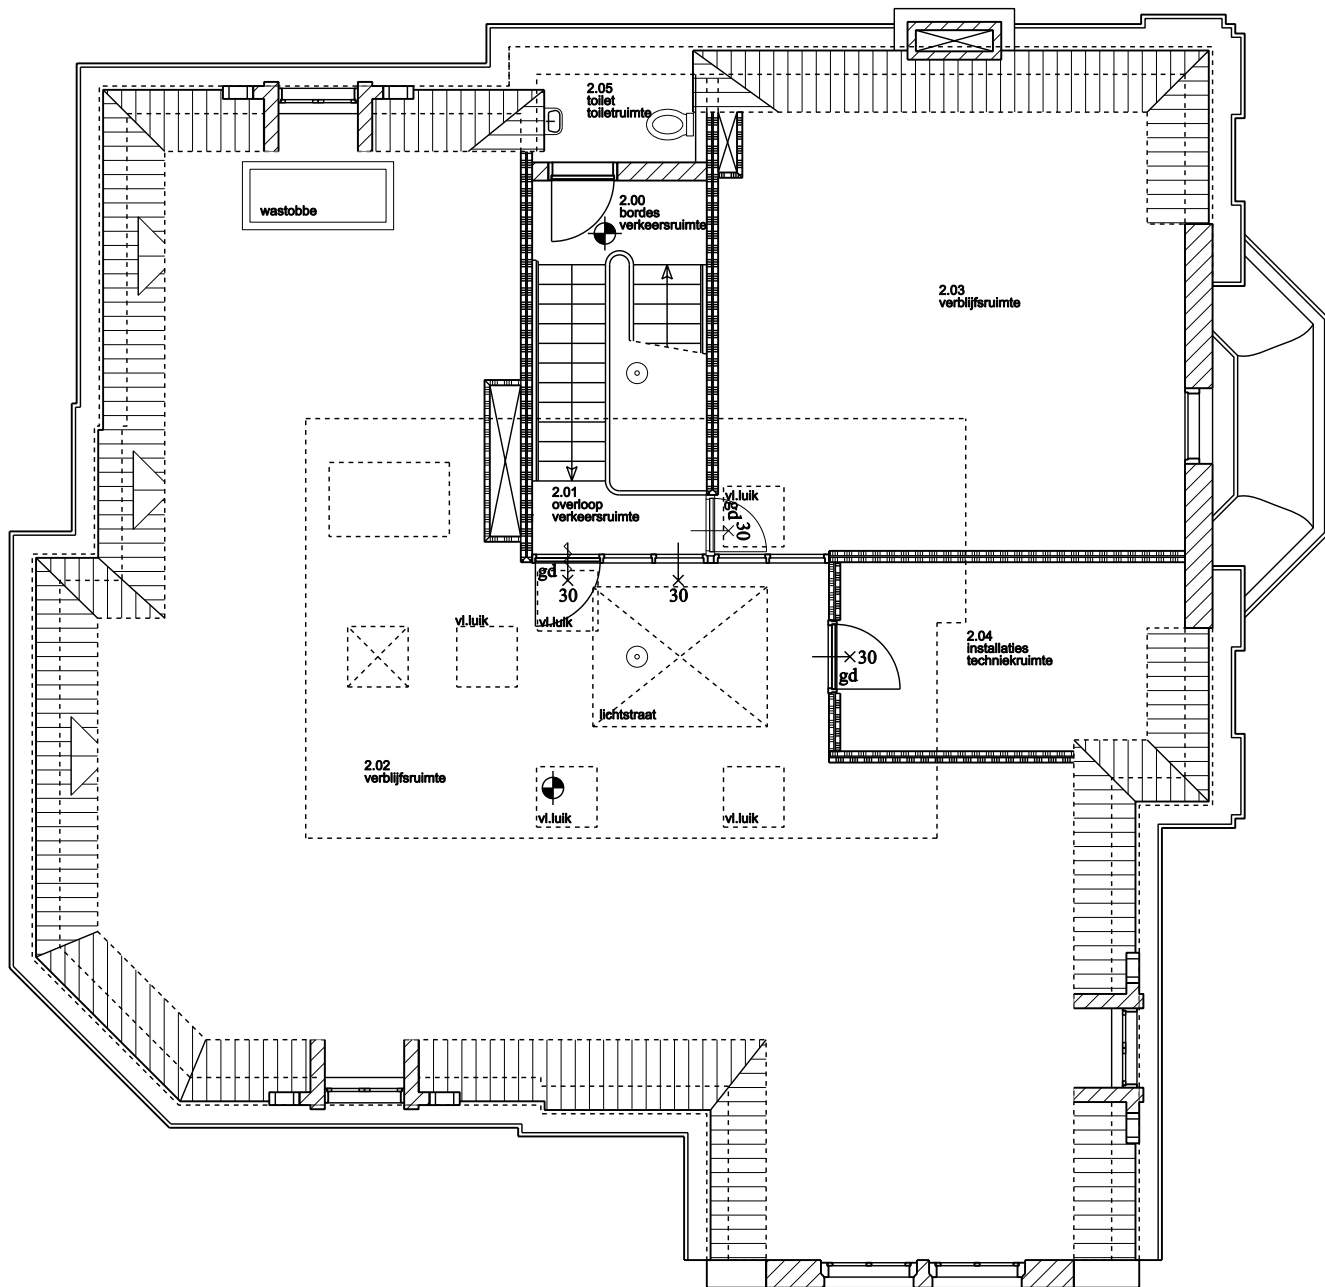 2.05
toilet
toiletruimte
wastobbe
2.00
bordes
verkeersruimte
2.03
verblijfsruimte
2.01
overloop
verkeersruimte
vl.luik
gd
30
gd
30
30
vl.luik
vl.luik
2.04
installaties
techniekruimte
30
gd
lichtstraat
2.02
verblijfsruimte
vl.luik
vl.luik